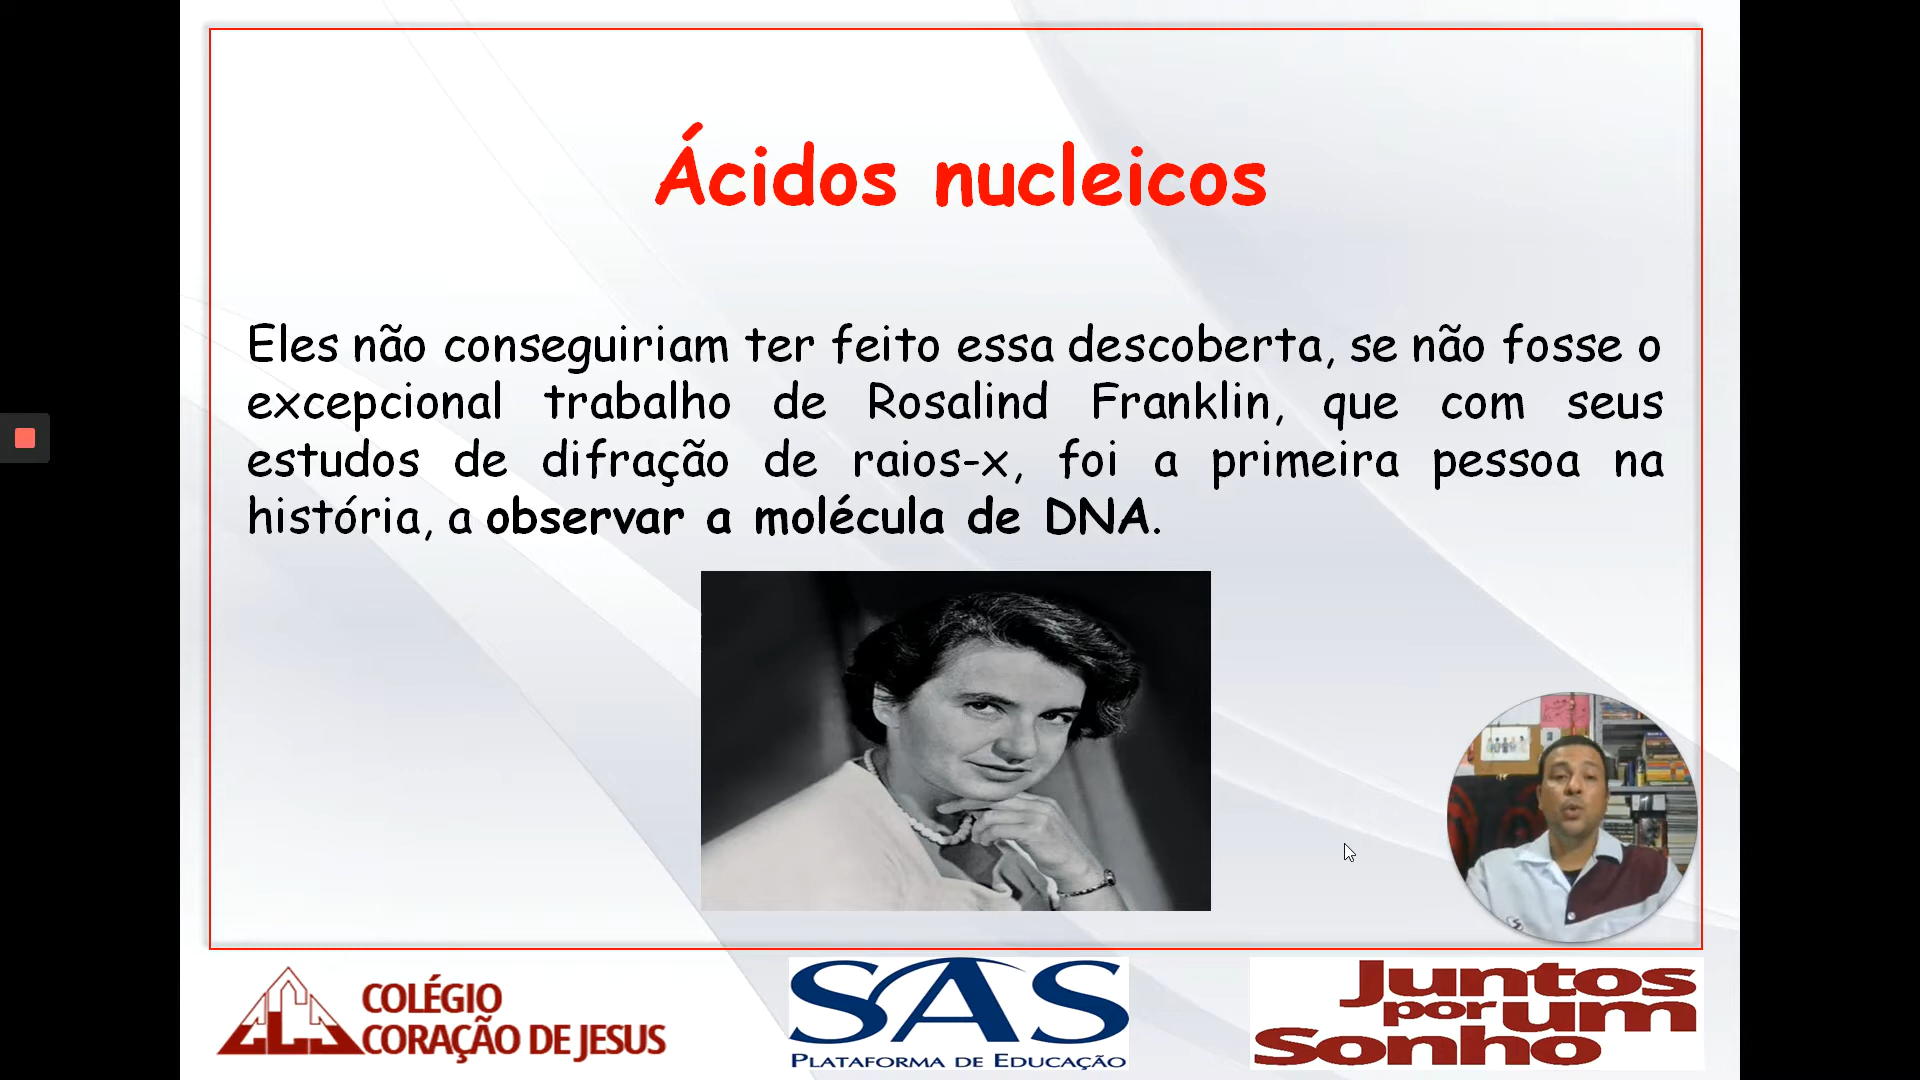 Ácidos nucleicos
Eles não conseguiriam ter feito essa descoberta, se não fosse o
excepcional trabalho de Rosalind Franklin, que com seus
estudos de difração de raios-x, foi a primeira pessoa na
história, a observar a molécula de DNA.
COLÉGIO
CORAÇÃO DE JESUS
SAS
PLATAFORMA DE EDUCAÇÃO
Juntos
por um
Sonho